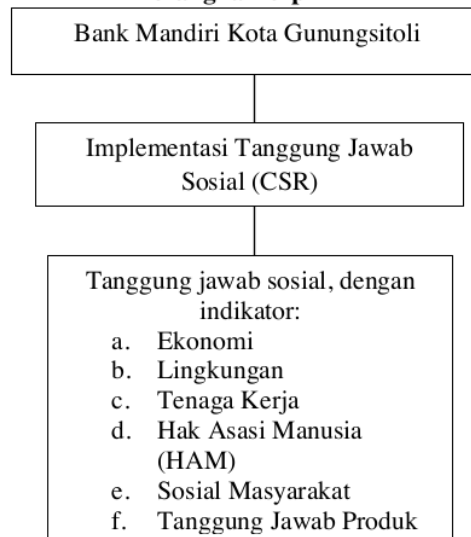 Bank Mandiri Kota Gunungsitoli
Implementasi Tanggung Jawab
Sosial (CSR)
Tanggung jawab sosial, dengan
indikator:
a. Ekonomi
b. Lingkungan
c. Tenaga Kerja
d. Hak Asasi Manusia
(HAM)
e. Sosial Masyarakat
f. Tanggung Jawab Produk